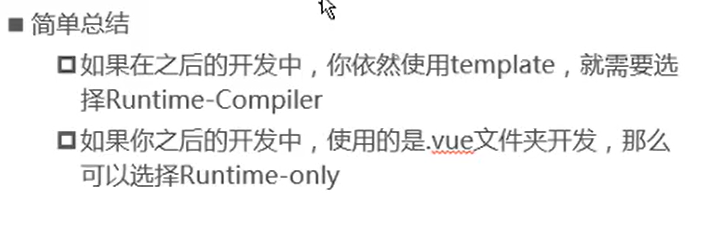 简单总结
如果在之后的开发中，你依然使用template，就需要选
择Runtime-Compiler
如果你之后的开发中，使用的是.vue文件夹开发，那么
可以选择Runtime-only